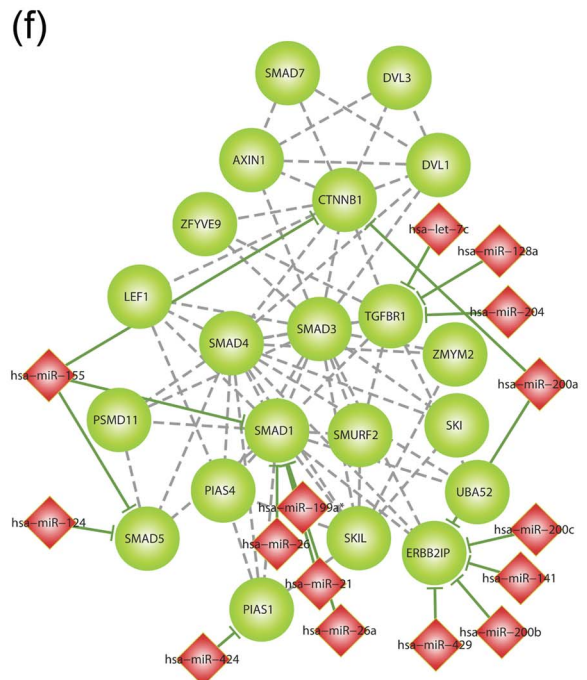 (f)
SMAD7
DVL3
AXIN1
DVL1
CTNNB1
ZFYVE9
hsa-let-7c
hsa-miR-128a
LEF1
hsa-miR-204
TGFBR1
SMAD3
SMAD4
ZMYM2
hsa-miR-155
hsa-miR-200a
PSMD11
SKI
SMAD1
SMURF2
PIAS4
UBA52
hsa-miR-199a*
hsa-miR-124
SMAD5
hsa-miR-26
SKIL
hsa-miR-200c
ERBB2IP
hsa-miR-141
hsa-miR-21
PIAS1
hsa-miR-26a
hsa-miR-200b
hsa-miR-429
hsa-miR-424